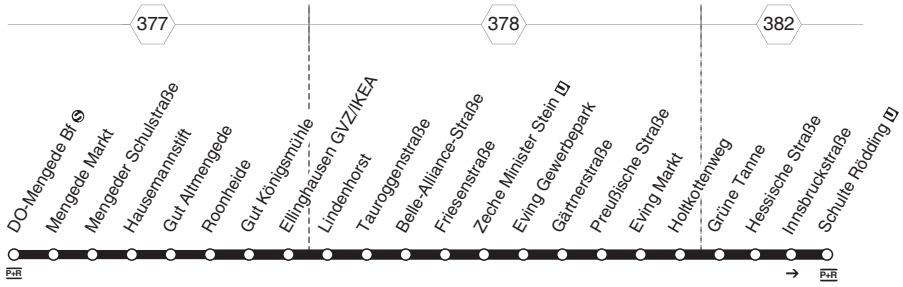 377
378
382
DO-Mengede Bf S
Mengede Markt
Mengeder Schulstraße
Hausemannstift
Gut Altmengede
Roonheide
Gut Königsmühle
Ellinghausen GVZ/IKEA
Lindenhorst
Tauroggenstraße
Belle-Alliance-Straße
Friesenstraße
Zeche Minister Stein U
Eving Gewerbepark
Gärtnerstraße
Preußische Straße
Eving Markt
Holtkottenweg
Grüne Tanne
Hessische Straße
Innsbruckstraße
Schulte Rödding U
P+R
→
P+R